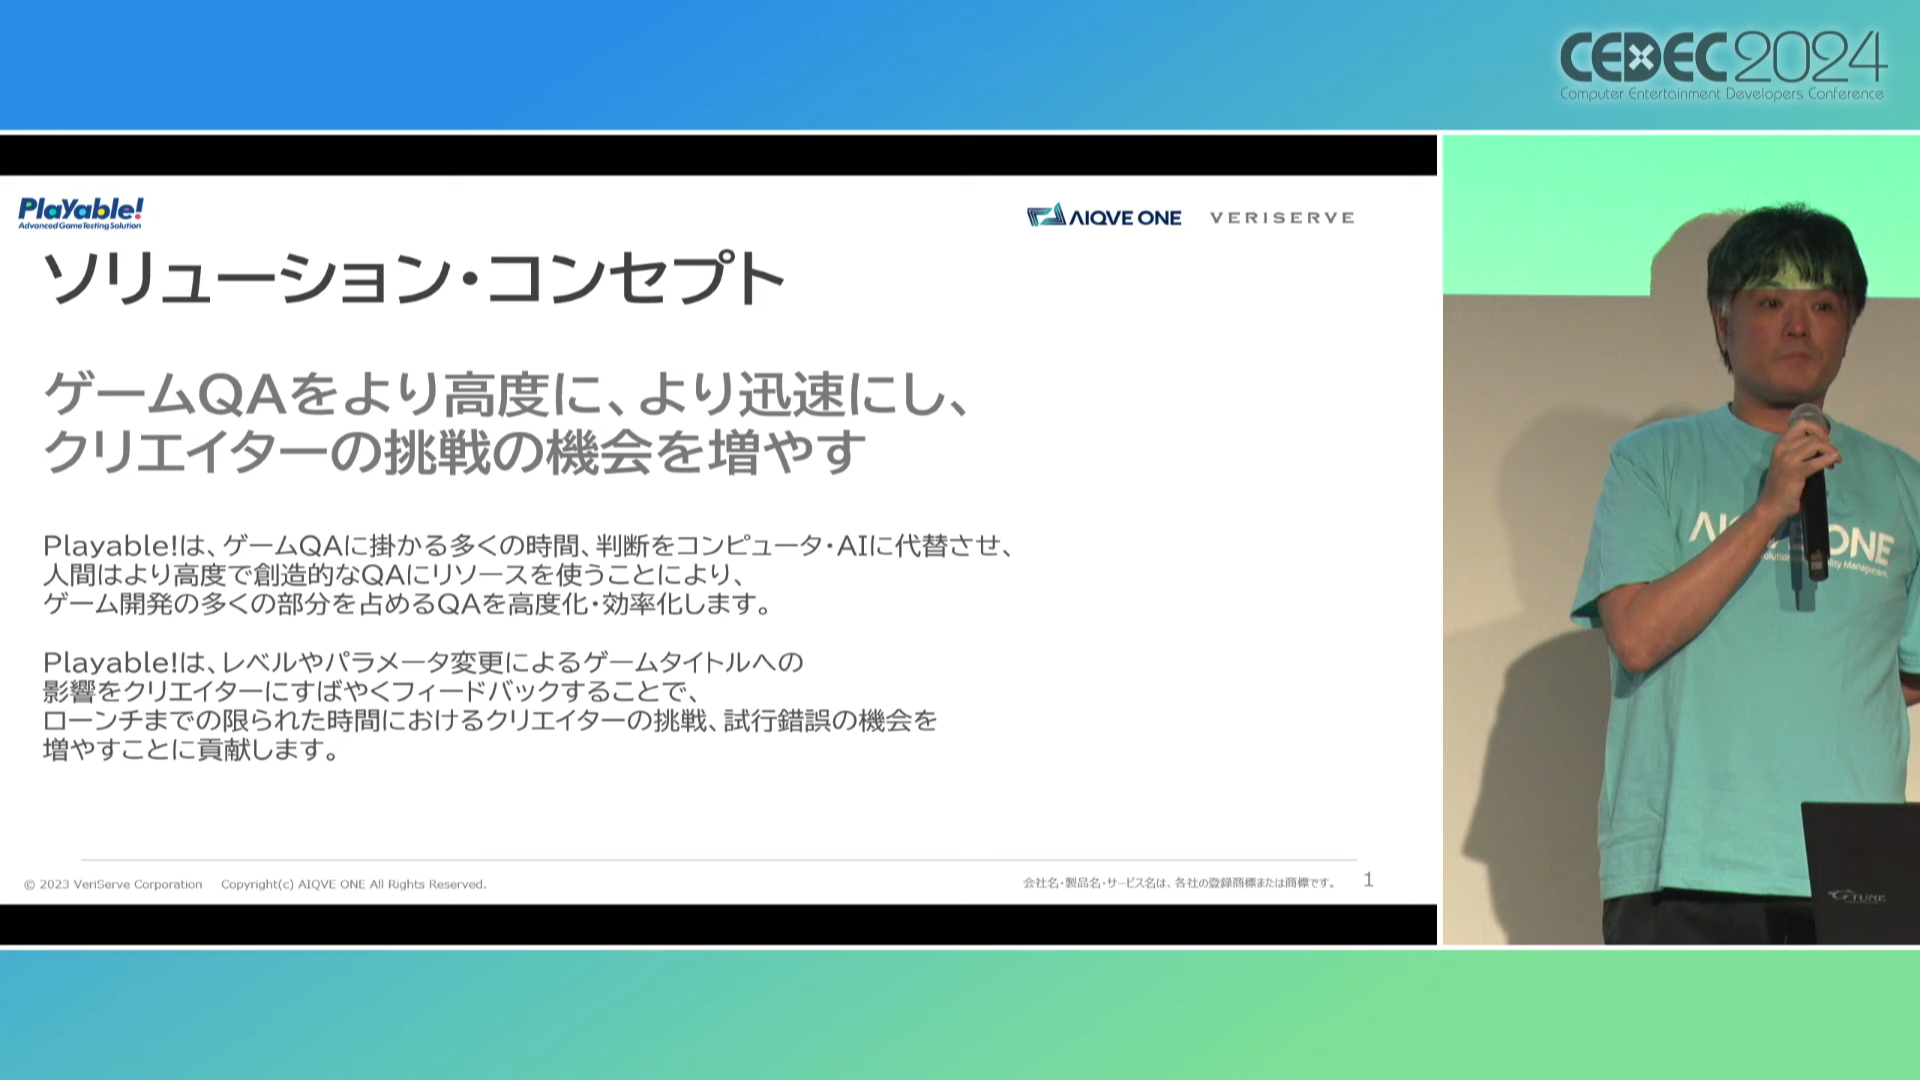 CEDEC2024
Computer Entertainment Developers Conference
Playable!
Advanced Game Testing Solution
AIQVE ONE
VERISERVE
ソリューション・コンセプト
ゲームQAをより高度に、より迅速にし、
クリエイターの挑戦の機会を増やす
Playable!は、ゲームQAに掛かる多くの時間、判断をコンピュータ・AIに代替させ、
人間はより高度で創造的なQAにリソースを使うことにより、
ゲーム開発の多くの部分を占めるQAを高度化・効率化します。
Playable!は、レベルやパラメータ変更によるゲームタイトルへの
影響をクリエイターにすばやくフィードバックすることで、
ローンチまでの限られた時間におけるクリエイターの挑戦、試行錯誤の機会を
増やすことに貢献します。
© 2023 VeriServe Corporation Copyright(c) AIQVE ONE All Rights Reserved.
会社名・製品名・サービス名は、各社の登録商標または商標です。
1
ONE
G-TUNE